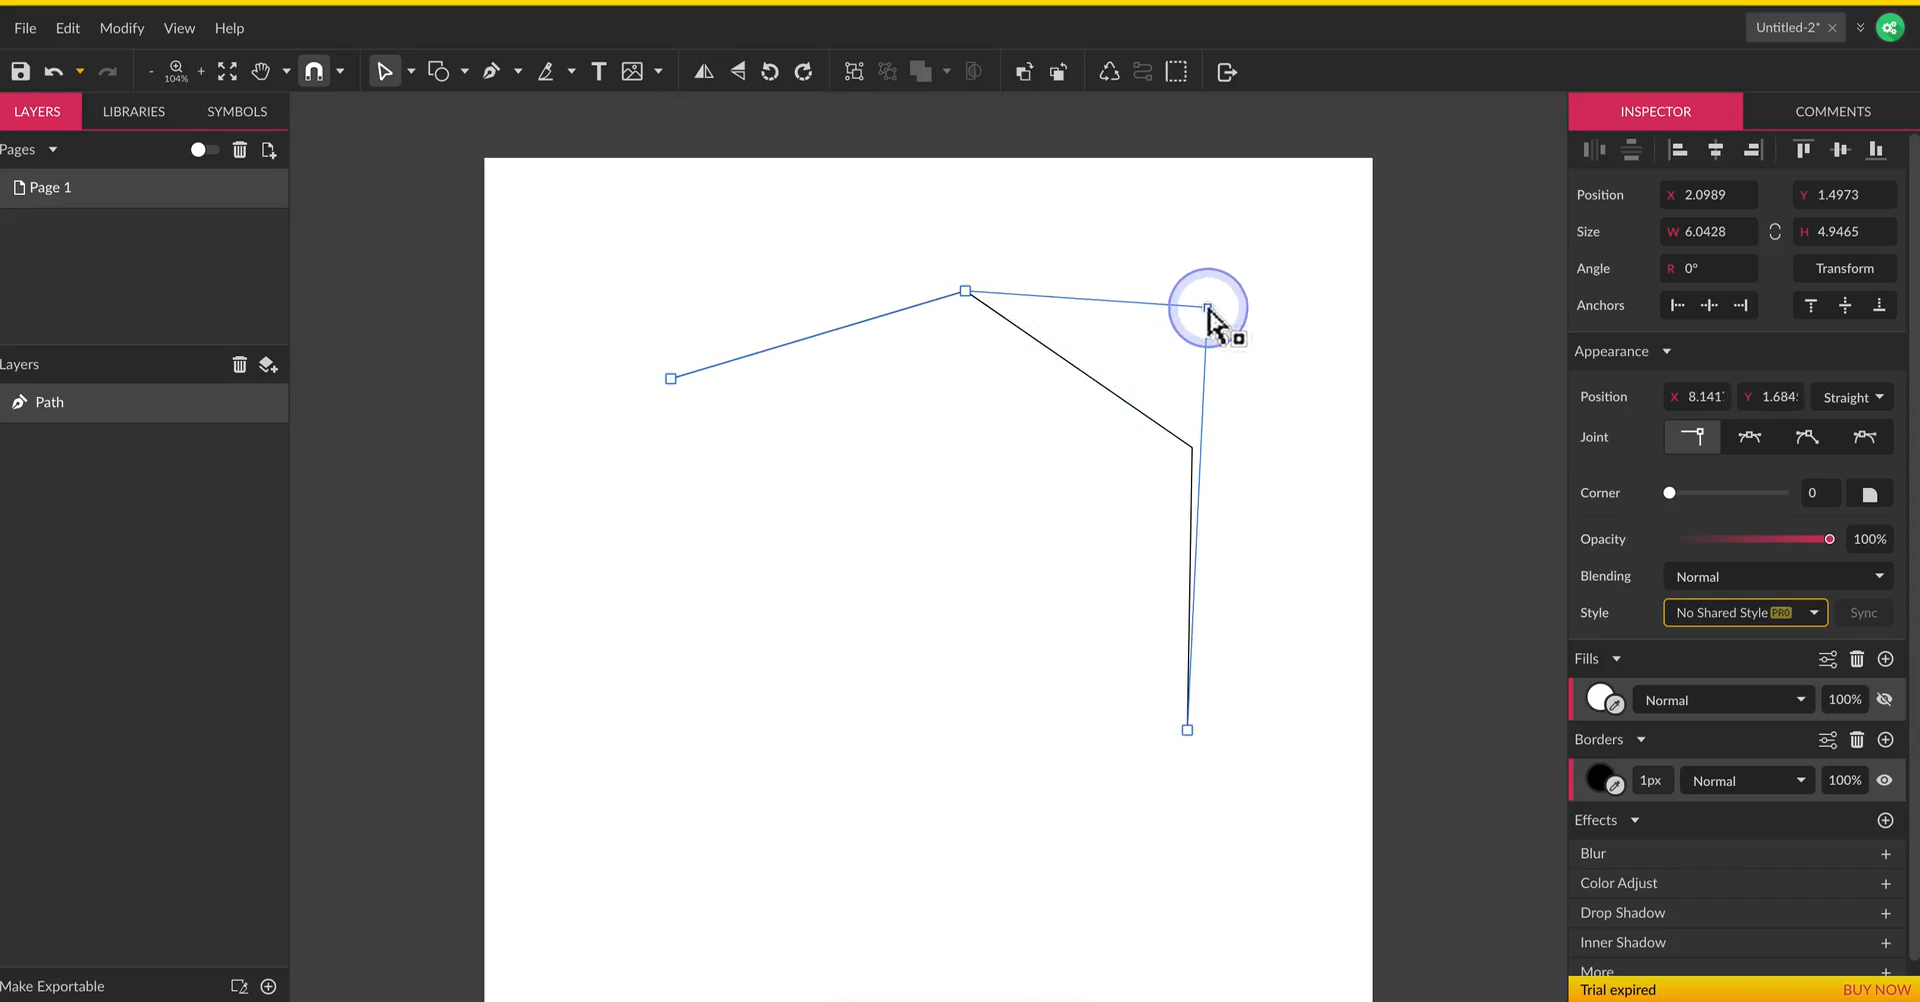 File Edit Modify View Help
Untitled-2*
104%
LAYERS LIBRARIES SYMBOLS
INSPECTOR COMMENTS
Pages
Page 1
Position X 2.0989 Y 1.4973
Size W 6.0428 H 4.9465
Angle R 0° Transform
Anchors
Appearance
Layers
Path
Position X 8.141 Y 1.684 Straight
Joint
Corner 0
Opacity 100%
Blending Normal
Style No Shared Style PRO Sync
Fills
Normal 100%
Borders
1px Normal 100%
Effects
Blur
Color Adjust
Drop Shadow
Inner Shadow
More
Make Exportable
Trial expired BUY NOW